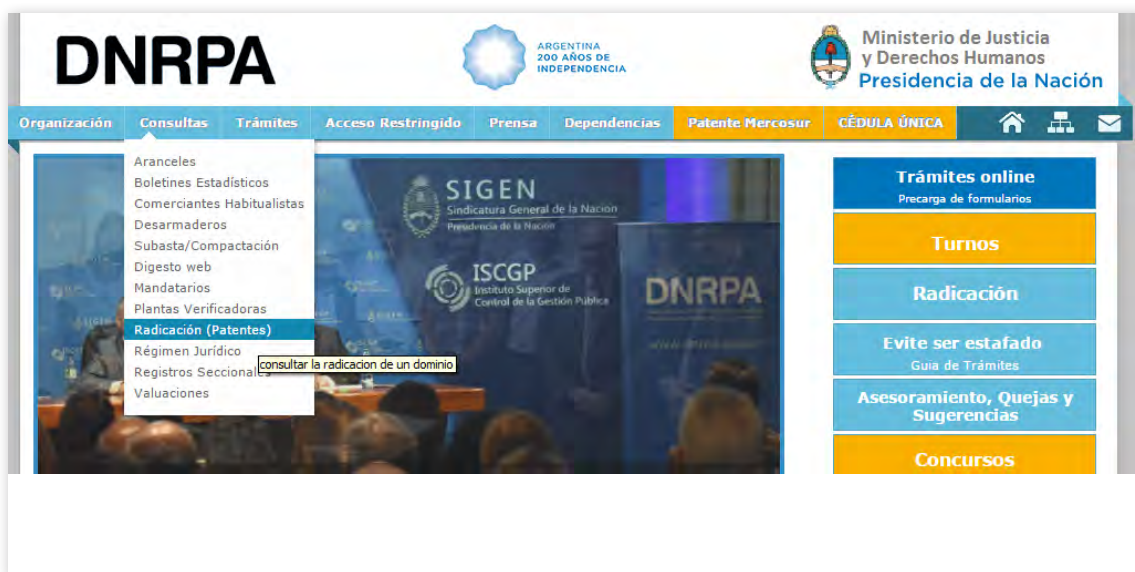 DNRPA
ARGENTINA
200 AÑOS DE
INDEPENDENCIA
Ministerio de Justicia
y Derechos Humanos
Presidencia de la Nación
Organización Consultas Trámites Acceso Restringido Prensa Dependencias Patente Mercosur CÉDULA ÚNICA
Aranceles
Boletines Estadísticos
Comerciantes Habitualistas
Desarmaderos
Subasta/Compactación
Digesto web
Mandatarios
Plantas Verificadoras
Radicación (Patentes)
Régimen Jurídico
Registros Seccionales
Valuaciones
consultar la radicacion de un dominio
SIGEN
Sindicatura General de la Nación
Presidencia de la Nación
ISCGP
Instituto Superior de
Control de la Gestión Pública
DNRPA
Trámites online
Precarga de formularios
Turnos
Radicación
Evite ser estafado
Guia de Trámites
Asesoramiento, Quejas y
Sugerencias
Concursos